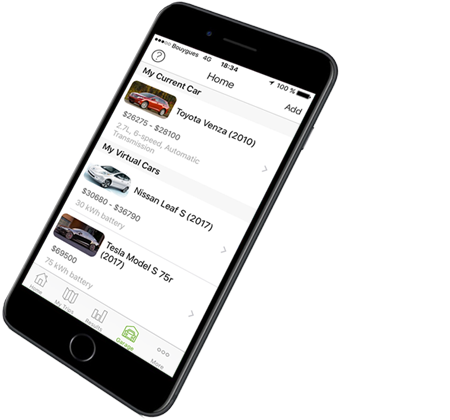 Bouygues 4G 18:34 100 %
? Home Add
My Current Car
Toyota Venza (2010)
$26275 - $28100
2.7L, 6-speed, Automatic
Transmission
My Virtual Cars
Nissan Leaf S (2017)
$30680 - $36790
30 kWh battery
Tesla Model S 75r
(2017)
$69500
75 kWh battery
Home My Trips Results Garage More